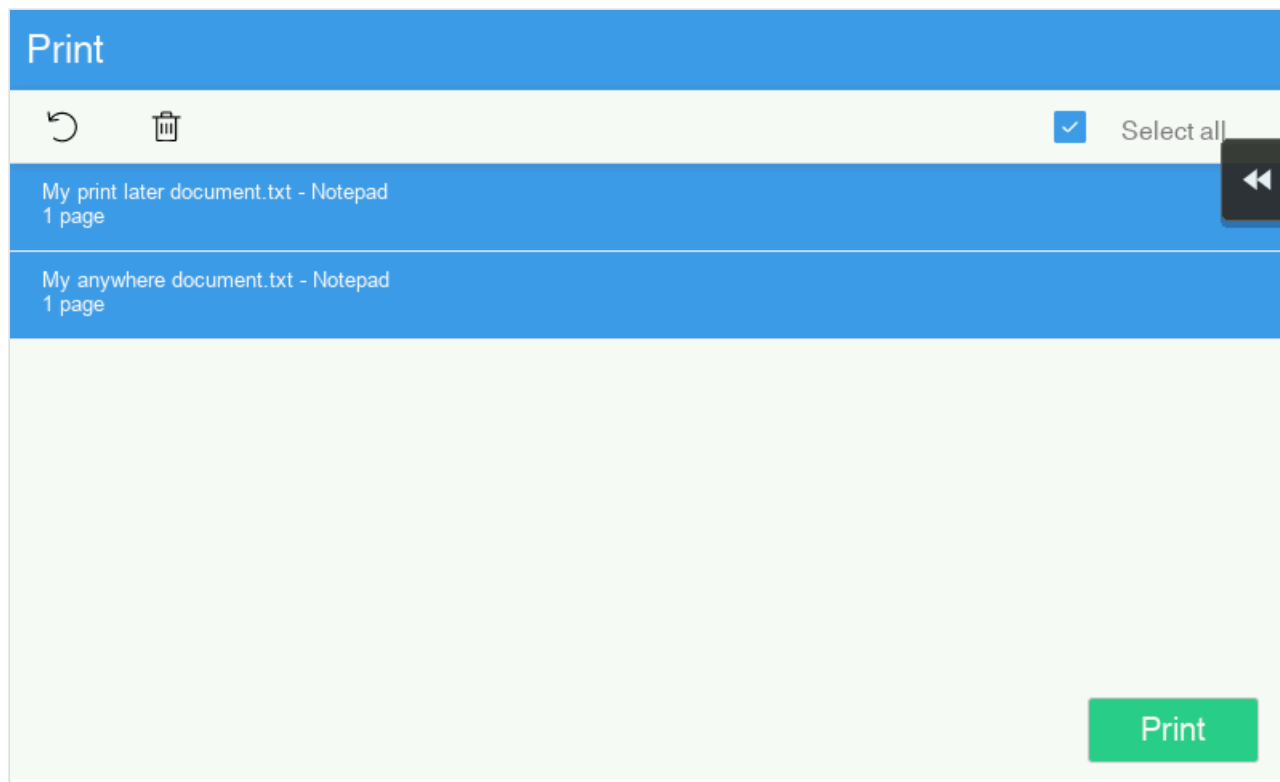 Print
Select all
My print later document.txt - Notepad
1 page
My anywhere document.txt - Notepad
1 page
Print